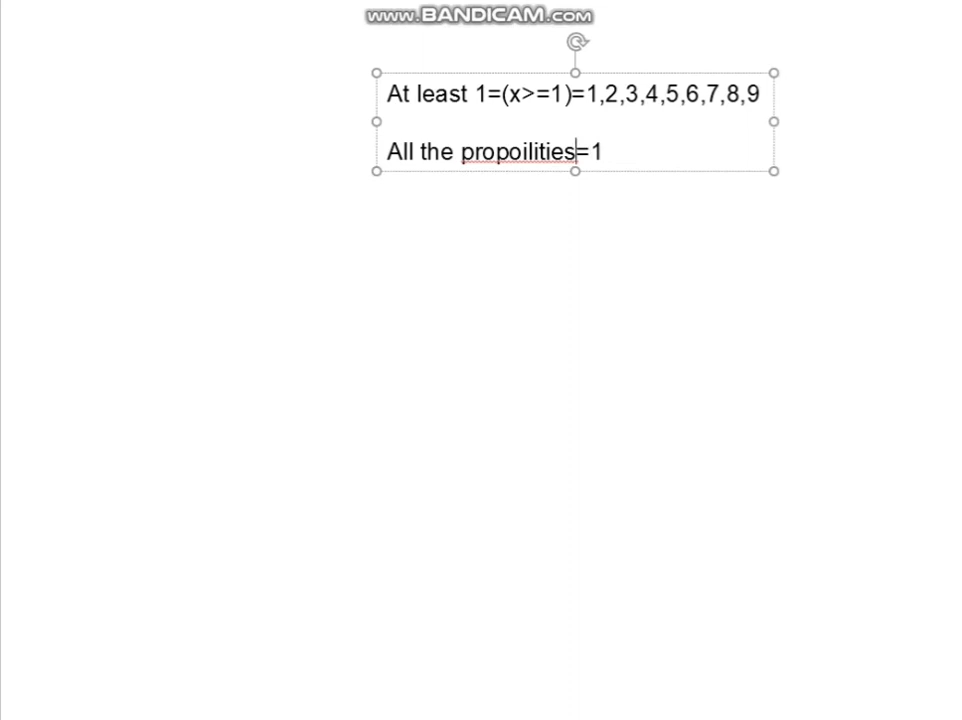 www.BANDICAM.com
At least 1=(x>=1)=1,2,3,4,5,6,7,8,9
All the propoilities=1